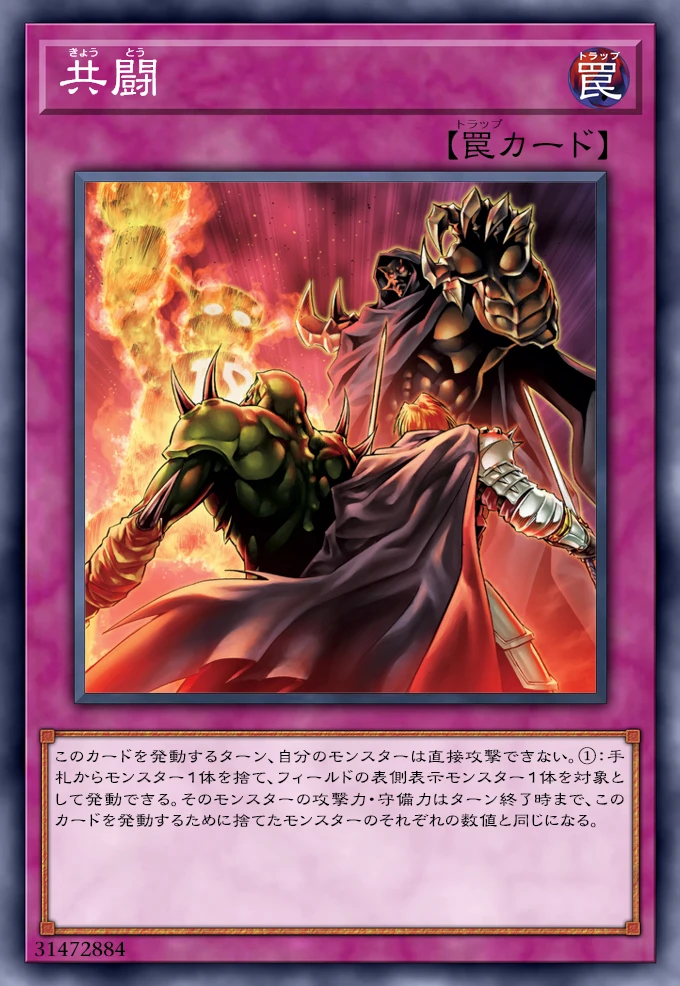 きょう とう
共闘
トラップ
罠
トラップ
【罠カード】
このカードを発動するターン、自分のモンスターは直接攻撃できない。①:手
札からモンスター1体を捨て、フィールドの表側表示モンスター1体を対象と
して発動できる。そのモンスターの攻撃力・守備力はターン終了時まで、この
カードを発動するために捨てたモンスターのそれぞれの数値と同じになる。
31472884